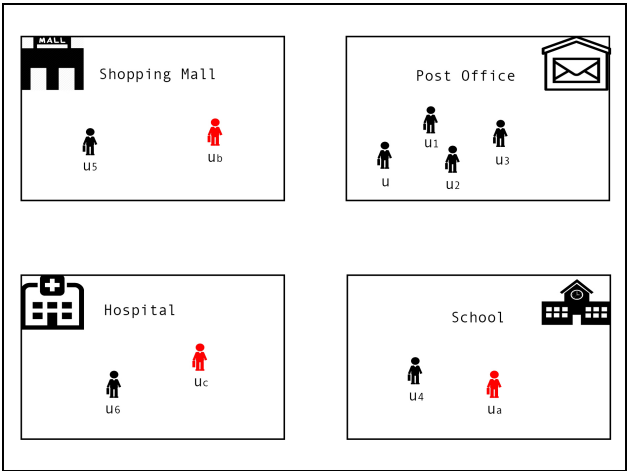 MALL
Shopping Mall
u5
ub
Post Office
u1
u3
u
u2
Hospital
uc
u6
School
u4
ua